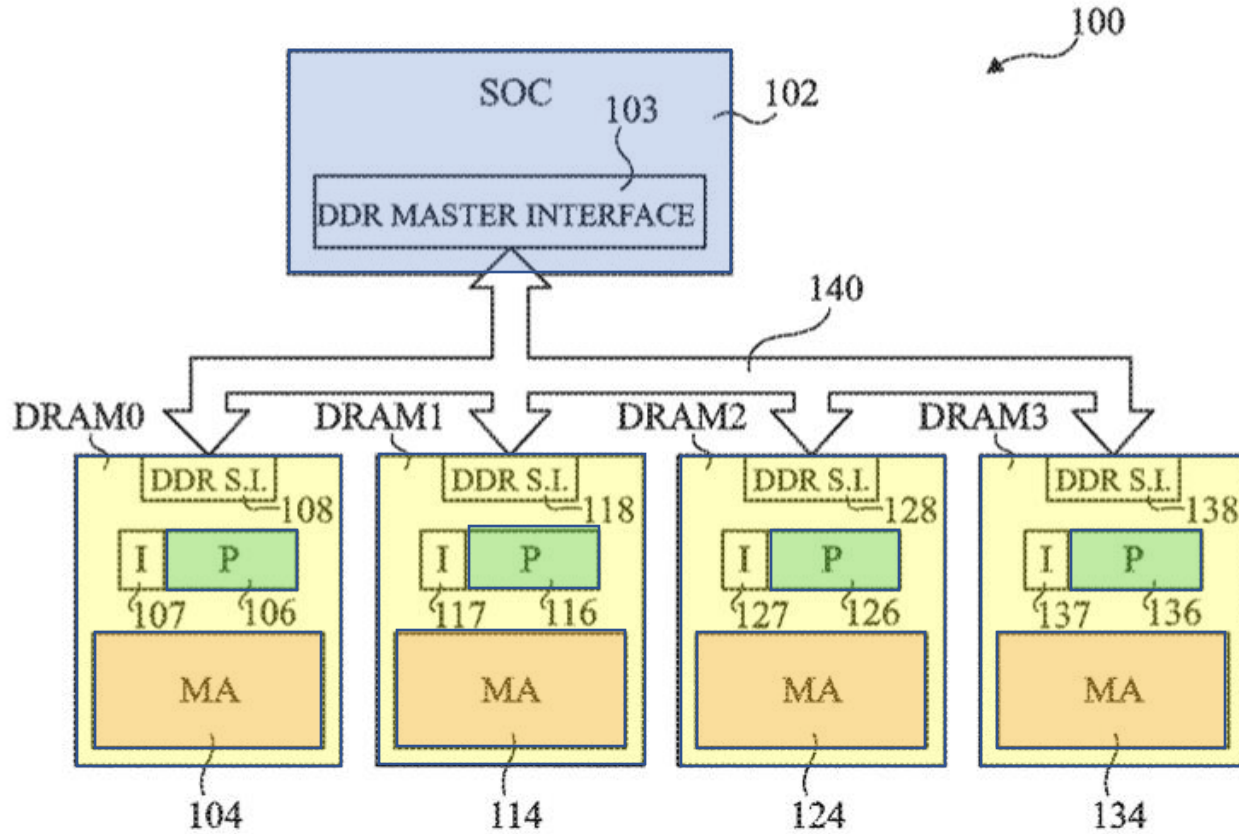 100
SOC
102
103
DDR MASTER INTERFACE
140
DRAM0 DRAM1 DRAM2 DRAM3
DDR S.I. DDR S.I. DDR S.I. DDR S.I.
108 118 128 138
I P I P I P I P
107 106 117 116 127 126 137 136
MA MA MA MA
104 114 124 134